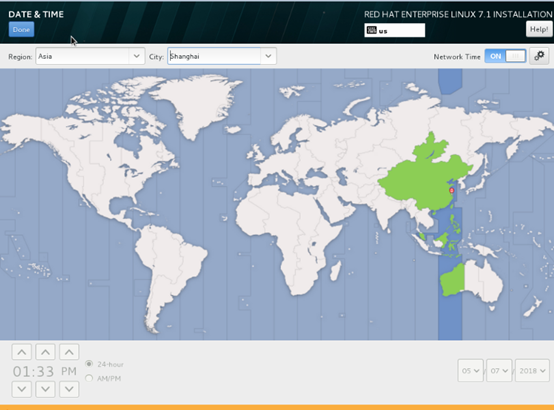 DATE & TIME
RED HAT ENTERPRISE LINUX 7.1 INSTALLATION
Done
us
Help!
Region: Asia City: Shanghai Network Time ON
24-hour
01:33 PM
AM/PM
05 / 07 / 2018